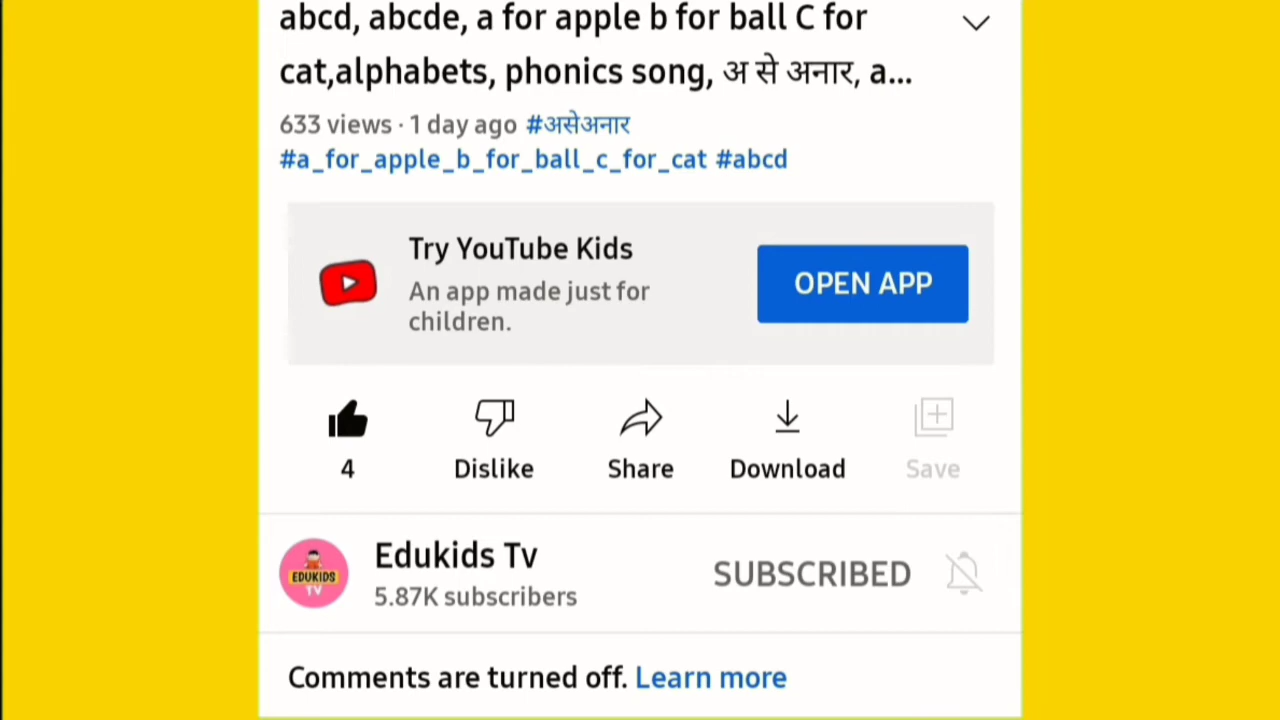 abcd, abcde, a for apple b for ball C for
cat,alphabets, phonics song, अ से अनार, a...
633 views · 1 day ago #असेअनार
#a_for_apple_b_for_ball_c_for_cat #abcd
Try YouTube Kids
An app made just for
children.
OPEN APP
4
Dislike
Share
Download
Save
EDUKIDS
TV
Edukids Tv
5.87K subscribers
SUBSCRIBED
Comments are turned off. Learn more